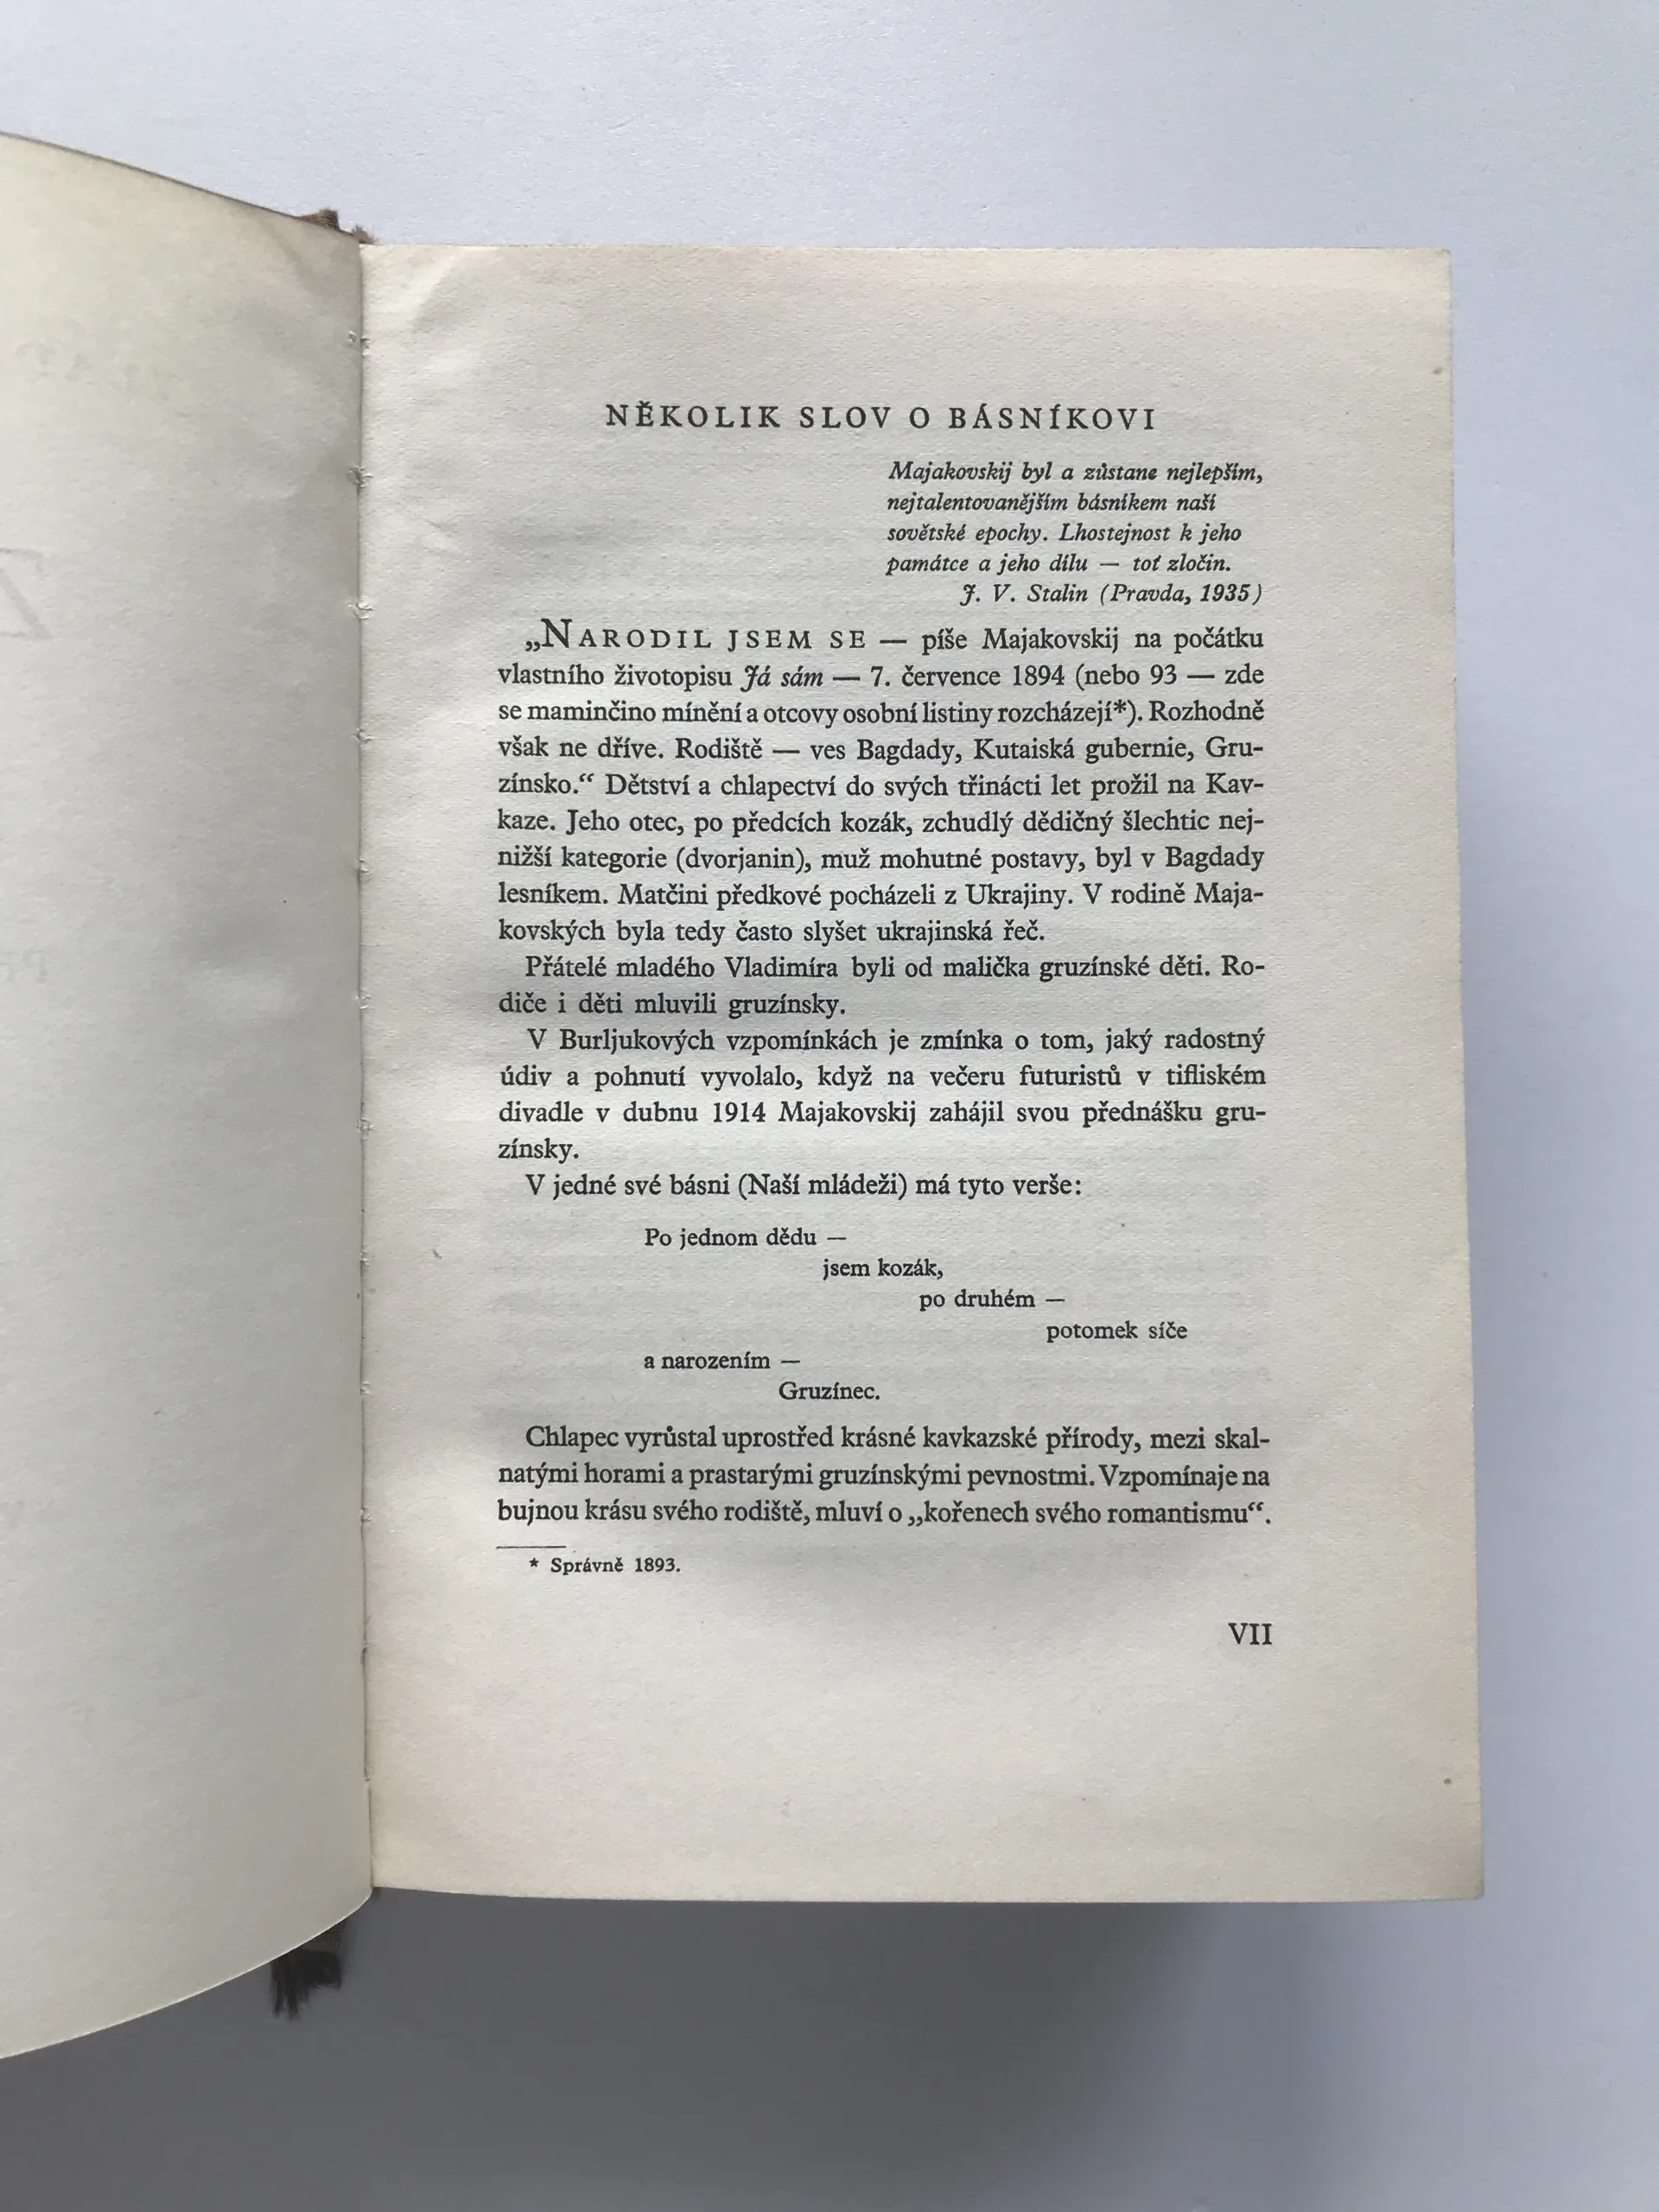 NĚKOLIK SLOV O BÁSNÍKOVI
Majakovskij byl a zůstane nejlepším,
nejtalentovanějším básníkem naší
sovětské epochy. Lhostejnost k jeho
památce a jeho dílu — toť zločin.
J. V. Stalin (Pravda, 1935)
„NARODIL JSEM SE — píše Majakovskij na počátku
vlastního životopisu Já sám — 7. července 1894 (nebo 93 — zde
se maminčino mínění a otcovy osobní listiny rozcházejí*). Rozhodně
však ne dříve. Rodiště — ves Bagdady, Kutaiská gubernie, Gru-
zínsko.“ Dětství a chlapectví do svých třinácti let prožil na Kav-
kaze. Jeho otec, po předcích kozák, zchudlý dědičný šlechtic nej-
nižší kategorie (dvorjanin), muž mohutné postavy, byl v Bagdady
lesníkem. Matčini předkové pocházeli z Ukrajiny. V rodině Maja-
kovských byla tedy často slyšet ukrajinská řeč.
Přátelé mladého Vladimíra byli od malička gruzínské děti. Ro-
diče i děti mluvili gruzínsky.
V Burljukových vzpomínkách je zmínka o tom, jaký radostný
údiv a pohnutí vyvolalo, když na večeru futuristů v tifliském
divadle v dubnu 1914 Majakovskij zahájil svou přednášku gru-
zínsky.
V jedné své básni (Naší mládeži) má tyto verše:
Po jednom dědu —
jsem kozák,
po druhém —
potomek síče
a narozením —
Gruzínec.
Chlapec vyrůstal uprostřed krásné kavkazské přírody, mezi skal-
natými horami a prastarými gruzínskými pevnostmi. Vzpomínaje na
bujnou krásu svého rodiště, mluví o „kořenech svého romantismu“.
* Správně 1893.
VII